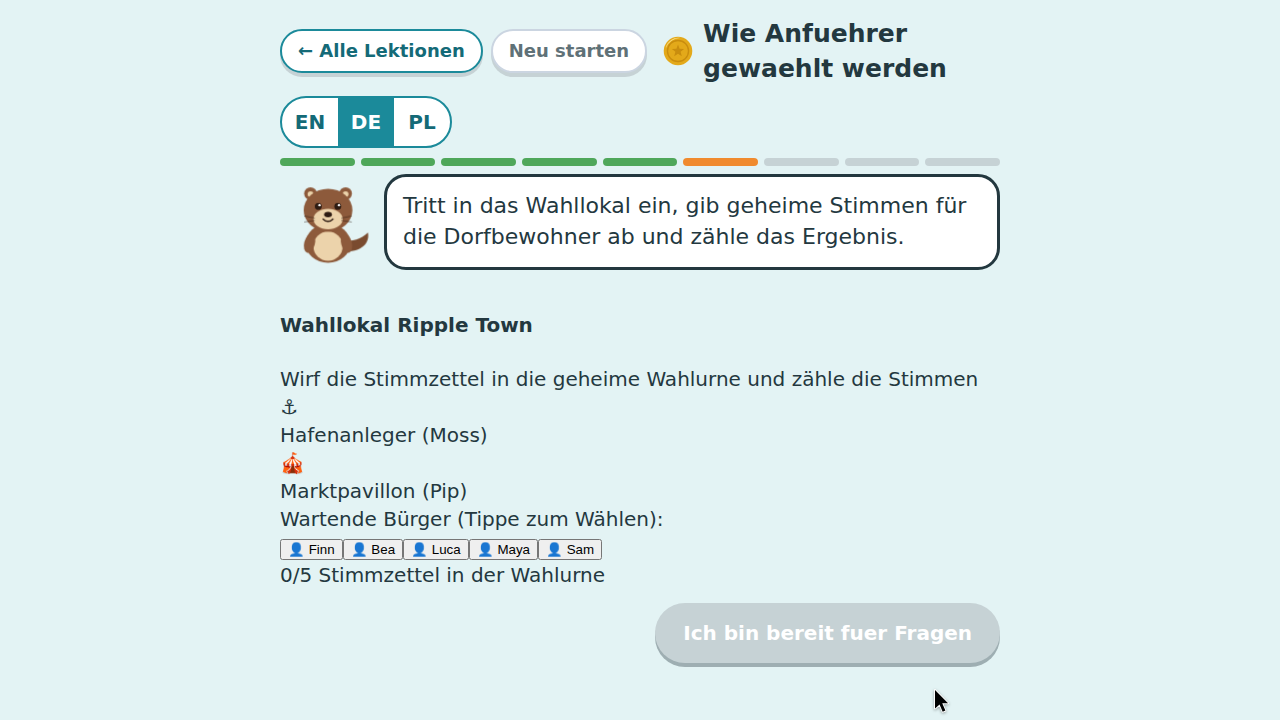 ← Alle Lektionen
Neu starten
Wie Anfuehrer
gewaehlt werden
EN DE PL
Tritt in das Wahllokal ein, gib geheime Stimmen für
die Dorfbewohner ab und zähle das Ergebnis.
Wahllokal Ripple Town
Wirf die Stimmzettel in die geheime Wahlurne und zähle die Stimmen
⚓
Hafenanleger (Moss)
🎪
Marktpavillon (Pip)
Wartende Bürger (Tippe zum Wählen):
👤 Finn 👤 Bea 👤 Luca 👤 Maya 👤 Sam
0/5 Stimmzettel in der Wahlurne
Ich bin bereit fuer Fragen